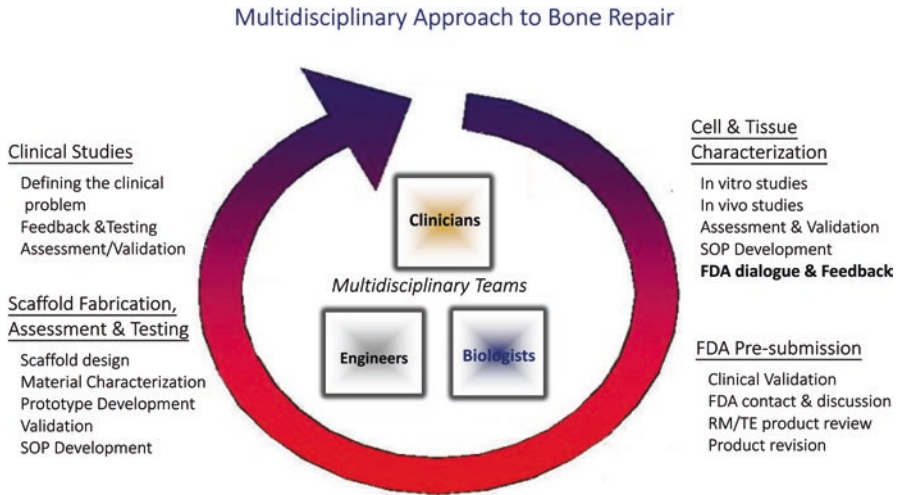 Multidisciplinary Approach to Bone Repair
Clinical Studies
Defining the clinical
problem
Feedback &Testing
Assessment/Validation
Scaffold Fabrication,
Assessment & Testing
Scaffold design
Material Characterization
Prototype Development
Validation
SOP Development
Clinicians
Multidisciplinary Teams
Engineers
Biologists
Cell & Tissue
Characterization
In vitro studies
In vivo studies
Assessment & Validation
SOP Development
FDA dialogue & Feedback
FDA Pre-submission
Clinical Validation
FDA contact & discussion
RM/TE product review
Product revision